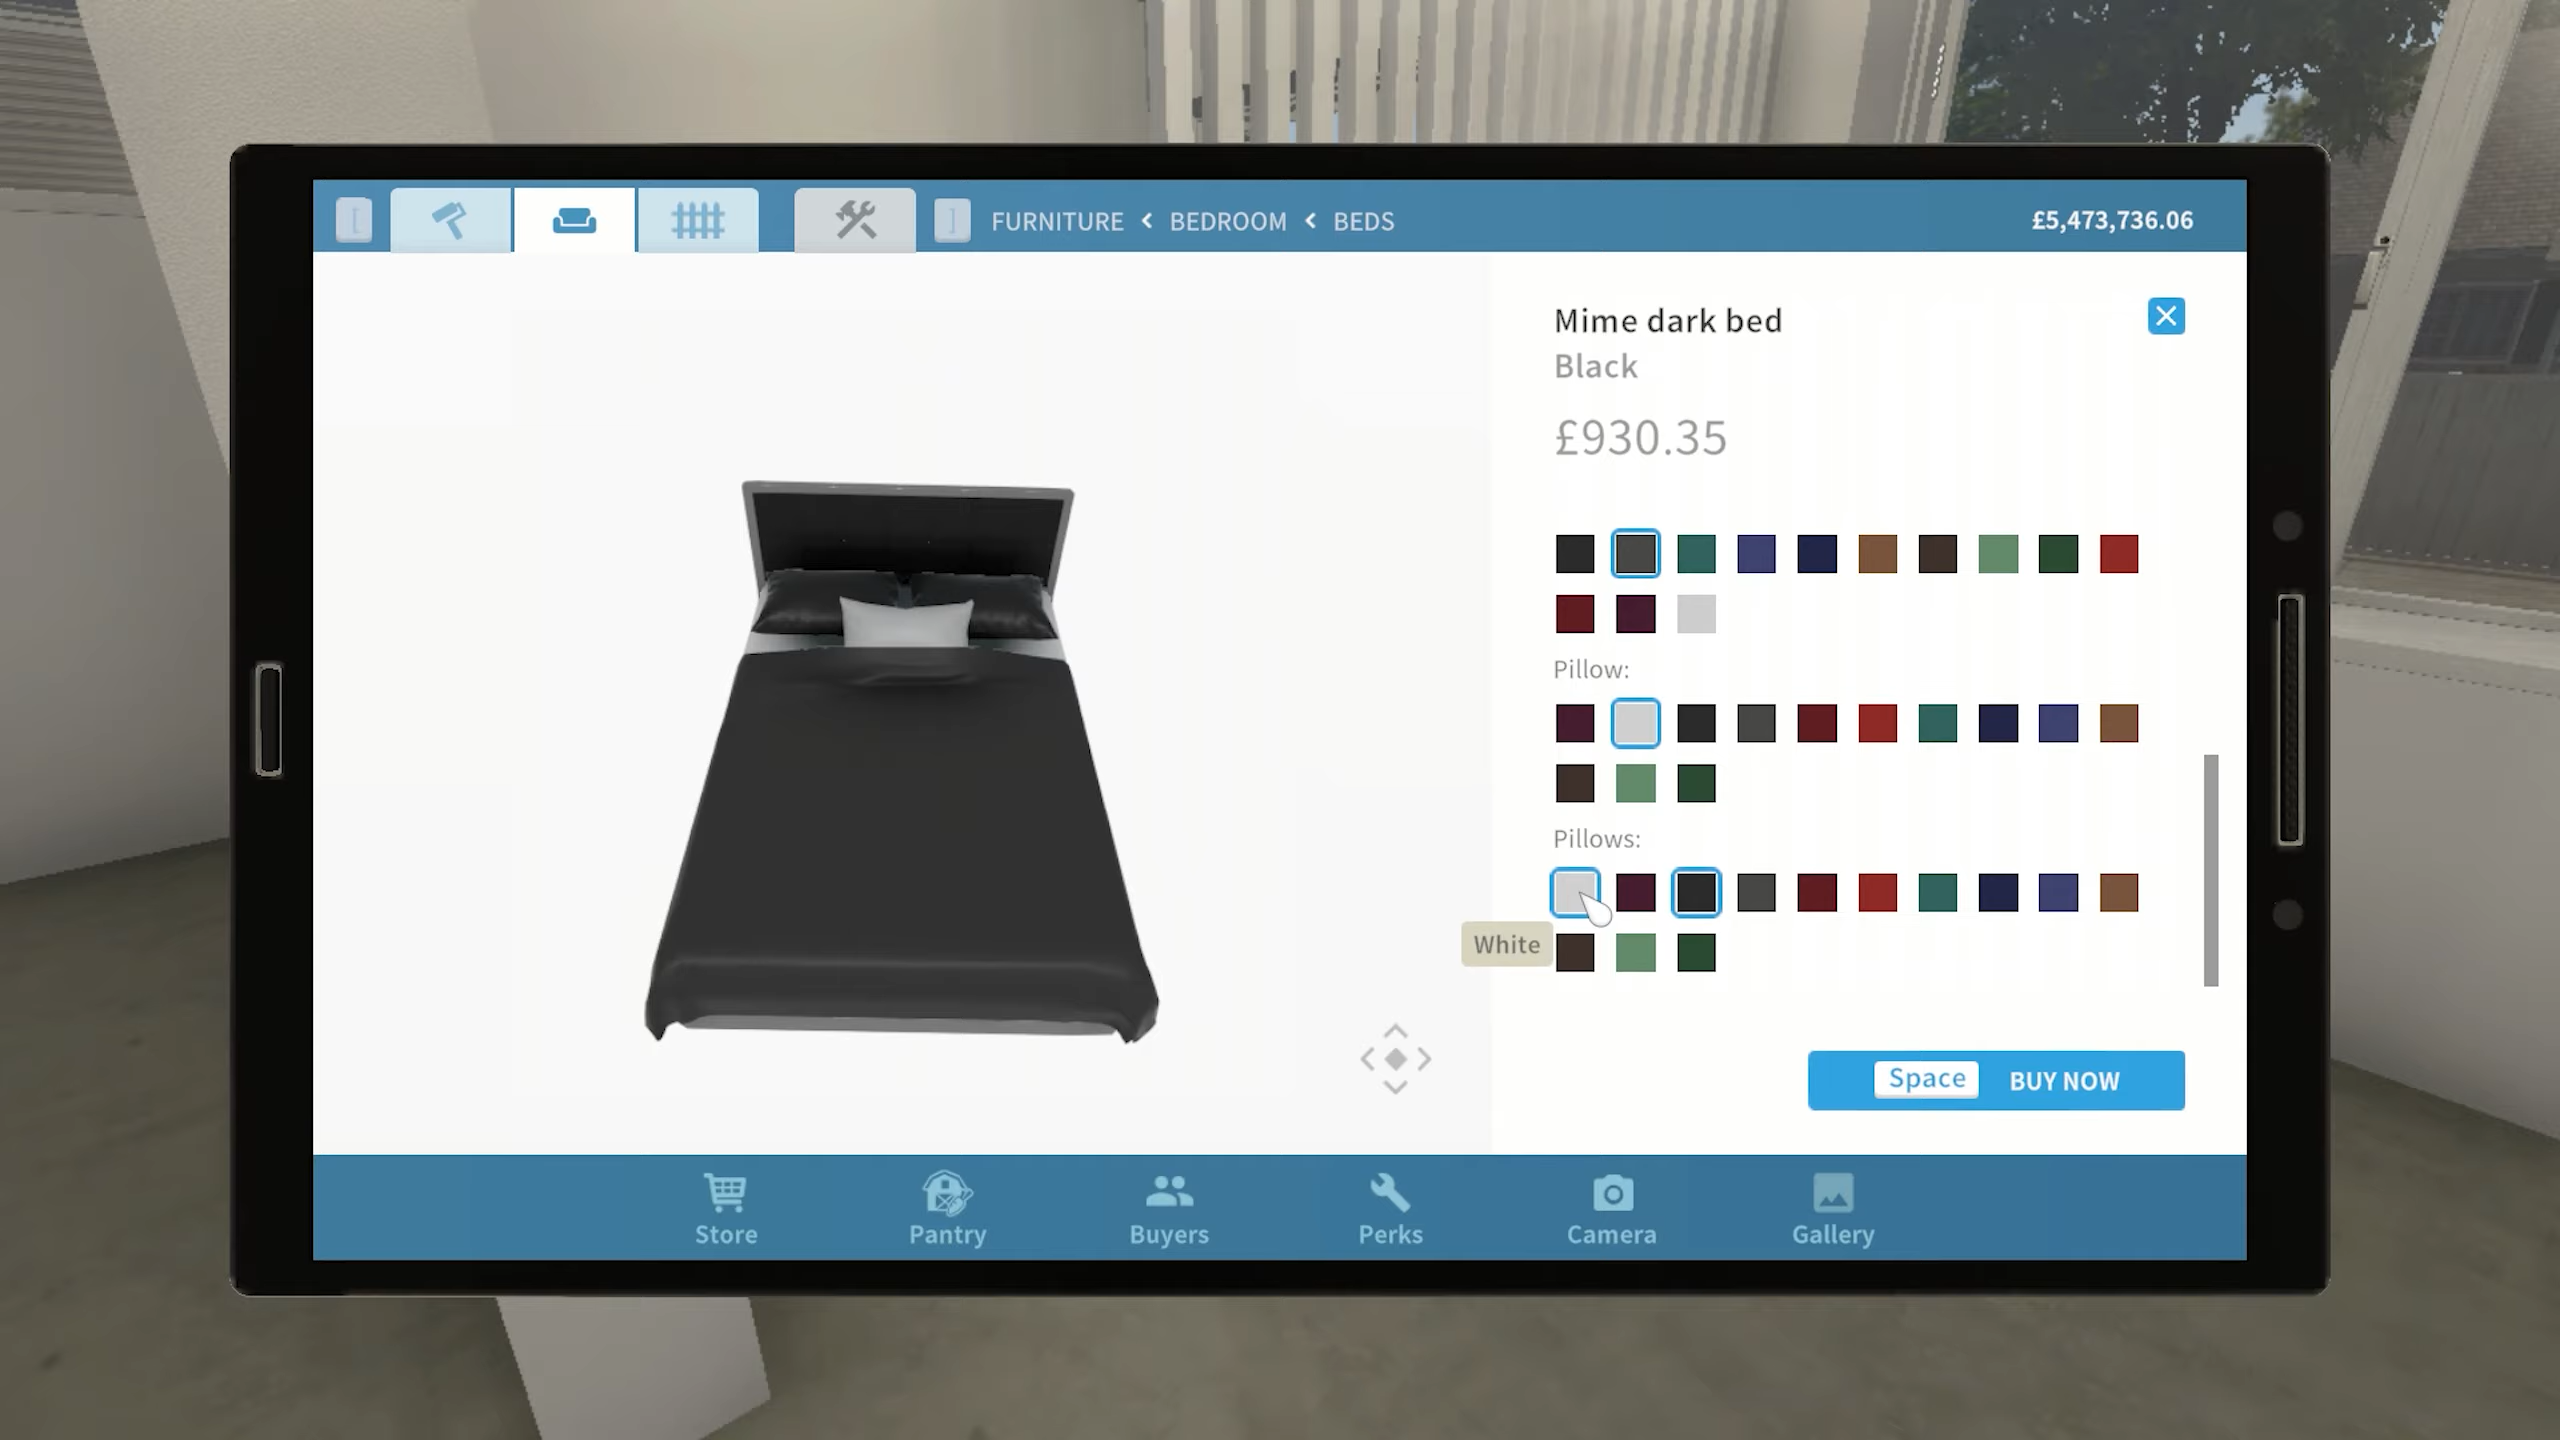 FURNITURE < BEDROOM < BEDS
£5,473,736.06
Mime dark bed
Black
£930.35
Pillow:
Pillows:
White
Space BUY NOW
Store
Pantry
Buyers
Perks
Camera
Gallery